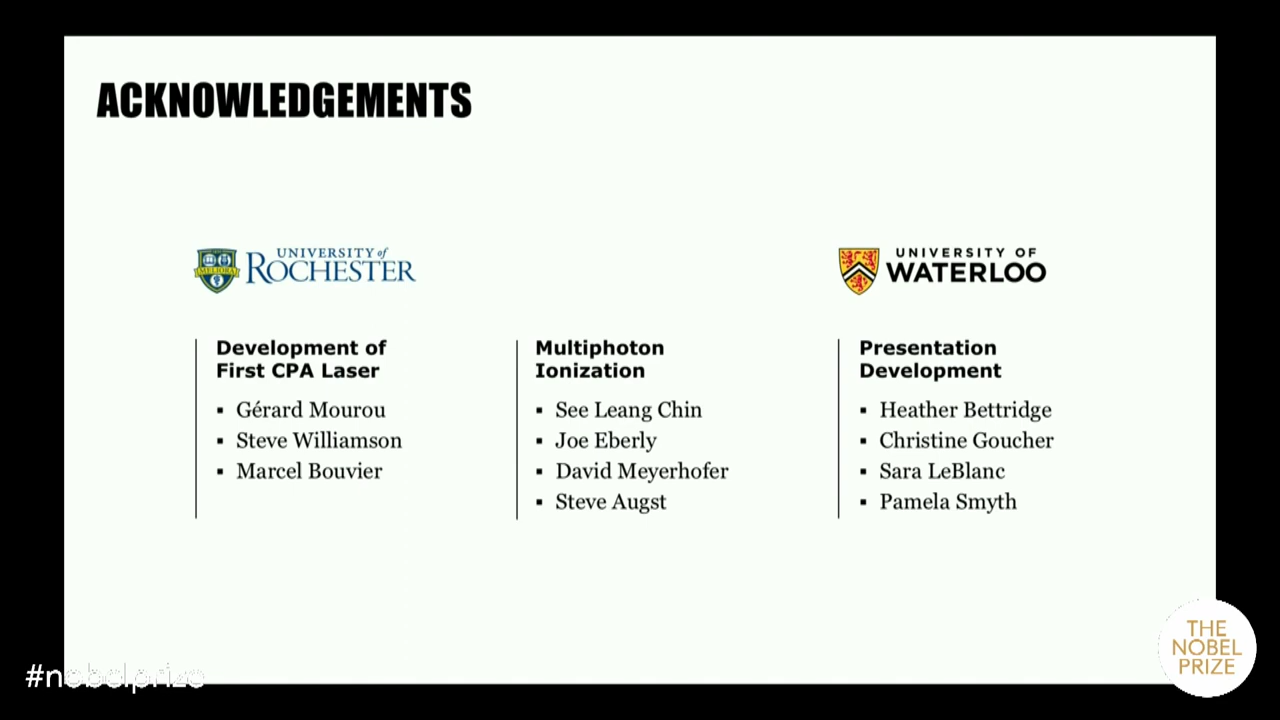 ACKNOWLEDGEMENTS
UNIVERSITY of
ROCHESTER
MELIORA
UNIVERSITY OF
WATERLOO
Development of
First CPA Laser
▪ Gérard Mourou
▪ Steve Williamson
▪ Marcel Bouvier
Multiphoton
Ionization
▪ See Leang Chin
▪ Joe Eberly
▪ David Meyerhofer
▪ Steve Augst
Presentation
Development
▪ Heather Bettridge
▪ Christine Goucher
▪ Sara LeBlanc
▪ Pamela Smyth
#nobelprize
THE
NOBEL
PRIZE